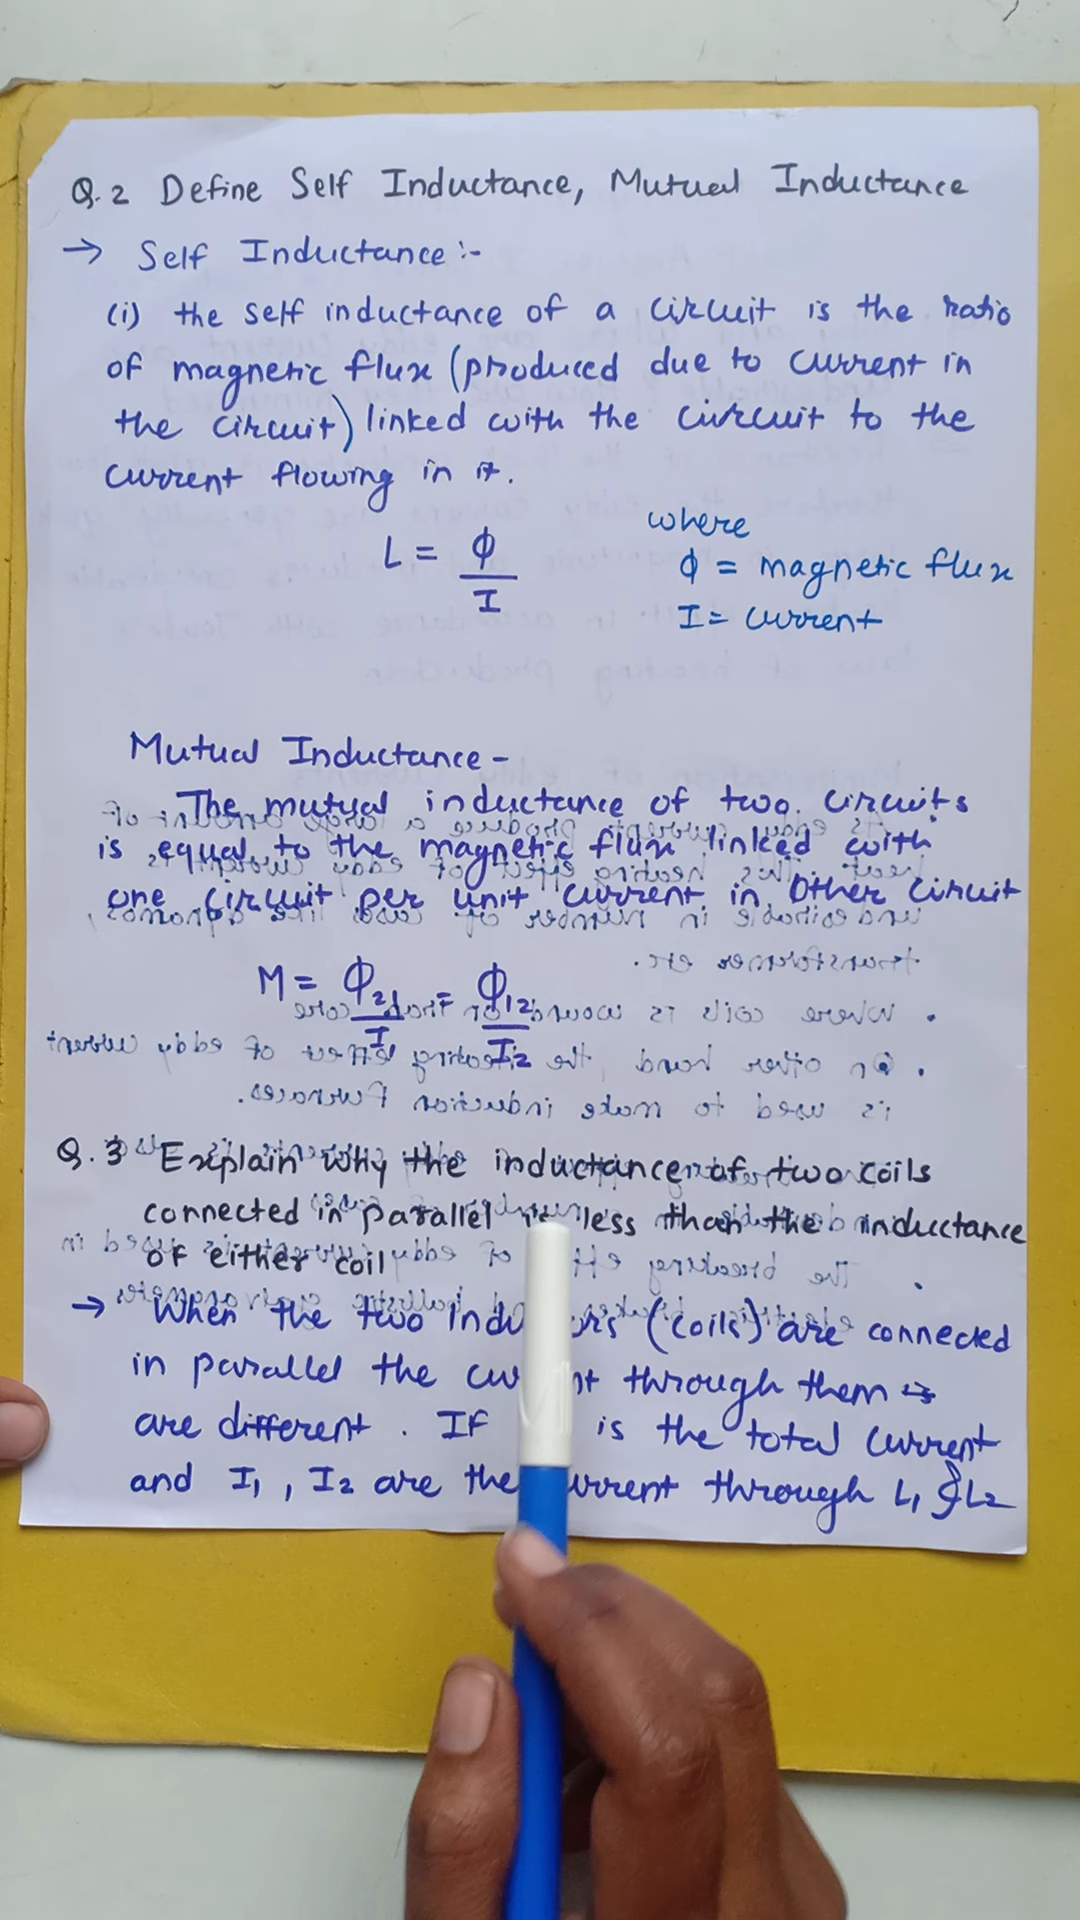 Q.2 Define Self Inductance, Mutual Inductance
→ Self Inductance:-
(i) the self inductance of a circuit is the ratio
of magnetic flux (produced due to current in
the circuit) linked with the circuit to the
current flowing in it.
L = ϕ/I
where
ϕ = magnetic flux
I = current
Mutual Inductance -
The mutual inductance of two circuits
is equal to the magnetic flux linked with
one circuit per unit current in other circuit
M = ϕ21/I1 = ϕ12/I2
Q.3 Explain why the inductance of two coils
connected in parallel is less than the inductance
of either coil
→ When the two (coils) are connected
in parallel the through them
are different. If is the total current
and I1, I2 are the through L1 & L2